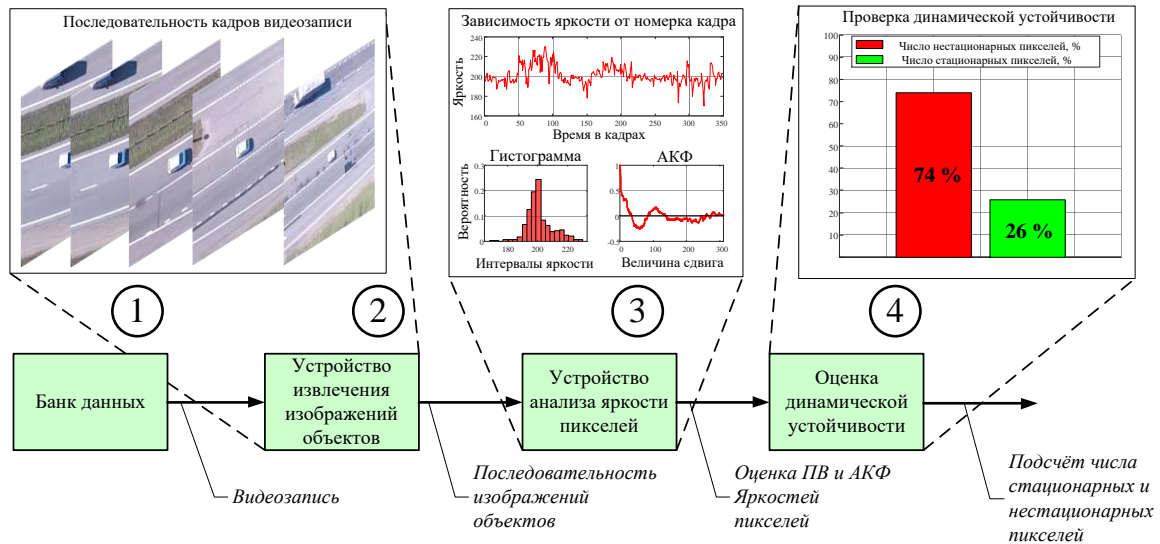 Последовательность кадров видеозаписи
Зависимость яркости от номерка кадра
240
220
200
180
160
Яркость
0
50
100
150
200
250
300
350
Время в кадрах
Гистограмма
0.3
0.2
0.1
0
Вероятность
180
200
220
Интервалы яркости
АКФ
1
0.5
0
-0.5
0
100
200
300
Величина сдвига
Проверка динамической устойчивости
100
90
80
70
60
50
40
30
20
10
Число нестационарных пикселей, %
Число стационарных пикселей, %
74 %
26 %
1
2
3
4
Банк данных
Устройство
извлечения
изображений
объектов
Устройство
анализа яркости
пикселей
Оценка
динамической
устойчивости
Видеозапись
Последовательность
изображений
объектов
Оценка ПВ и АКФ
Яркостей
пикселей
Подсчёт числа
стационарных и
нестационарных
пикселей